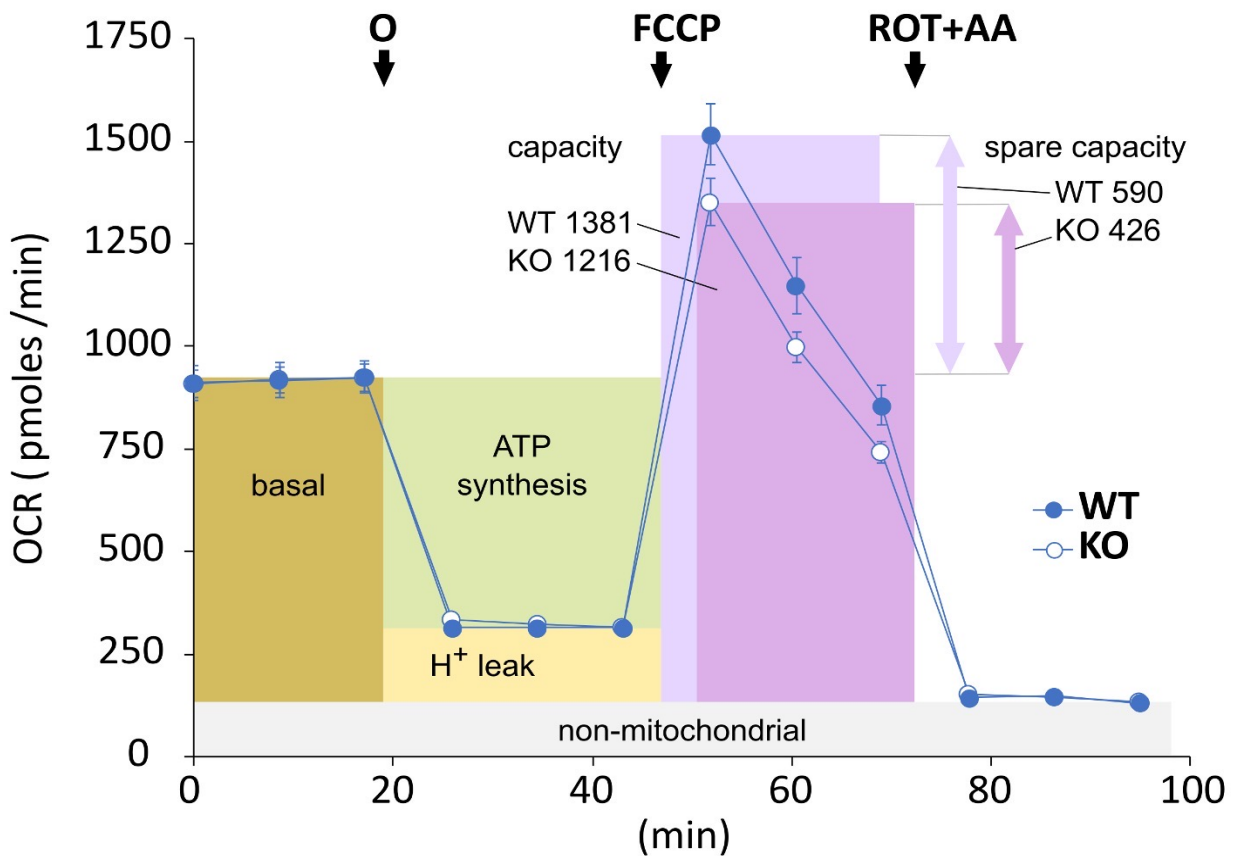 O
FCCP
ROT+AA
1750
1500
1250
1000
750
500
250
0
OCR ( pmoles /min)
capacity
WT 1381
KO 1216
spare capacity
WT 590
KO 426
basal
ATP
synthesis
H⁺ leak
non-mitochondrial
WT
KO
0
20
40
60
80
100
(min)